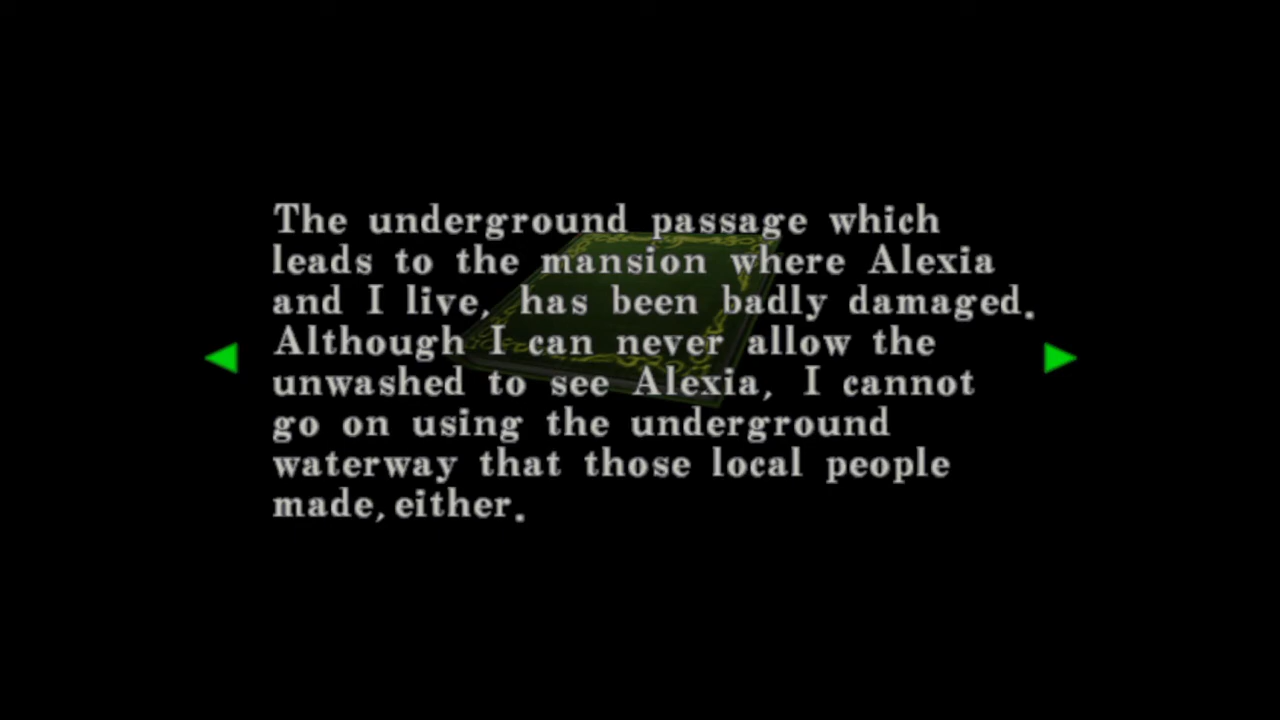 The underground passage which
leads to the mansion where Alexia
and I live, has been badly damaged.
Although I can never allow the
unwashed to see Alexia, I cannot
go on using the underground
waterway that those local people
made, either.